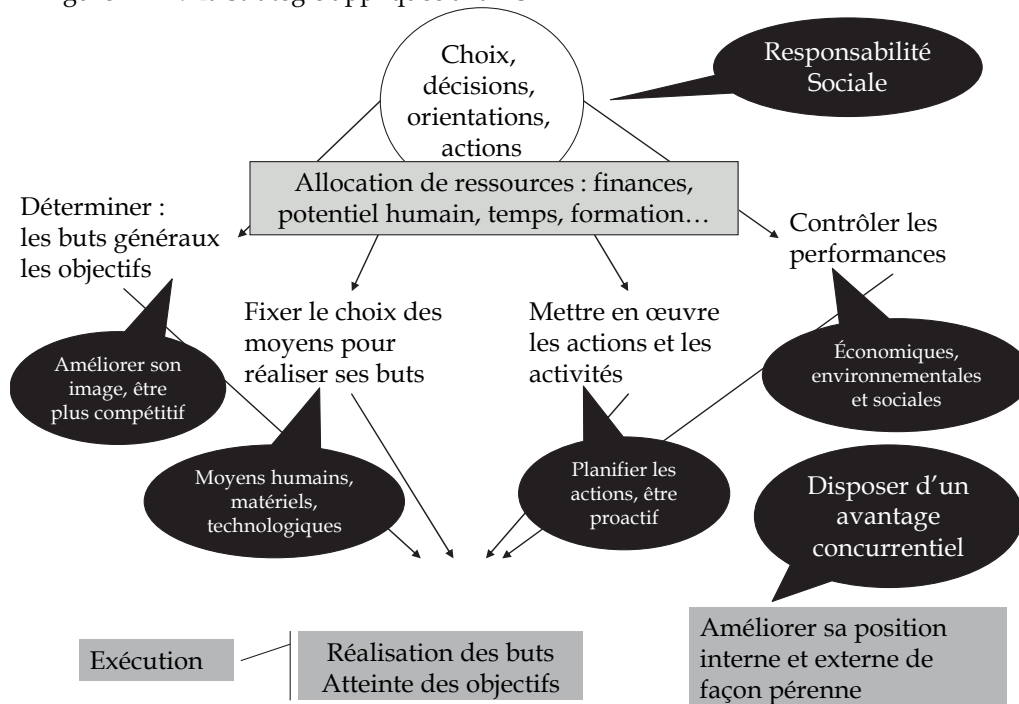 Choix,
décisions,
orientations,
actions
Responsabilité
Sociale
Allocation de ressources : finances,
potentiel humain, temps, formation…
Déterminer :
les buts généraux
les objectifs
Contrôler les
performances
Fixer le choix des
moyens pour
réaliser ses buts
Mettre en œuvre
les actions et les
activités
Améliorer son
image, être
plus compétitif
Économiques,
environnementales
et sociales
Moyens humains,
matériels,
technologiques
Planifier les
actions, être
proactif
Disposer d’un
avantage
concurrentiel
Exécution
Réalisation des buts
Atteinte des objectifs
Améliorer sa position
interne et externe de
façon pérenne